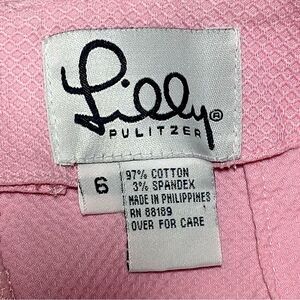 Lilly®
PULITZER
6
97% COTTON
3% SPANDEX
MADE IN PHILIPPINES
RN 88189
OVER FOR CARE